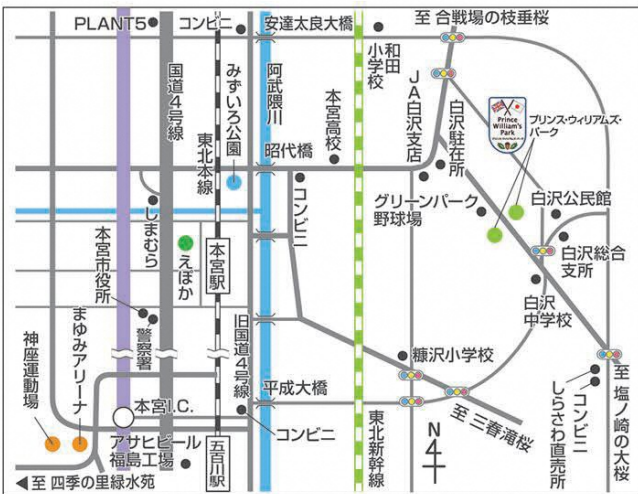 PLANT5
コンビニ
安達太良大橋
至 合戦場の枝垂桜
和田小学校
国道4号線
東北本線
みずいろ公園
阿武隈川
昭代橋
本宮高校
JA白沢支店
白沢駐在所
Prince
William's
Park
プリンス・ウィリアムズ・
パーク
グリーンパーク
野球場
白沢公民館
白沢総合
支所
白沢
中学校
しまむら
えぽか
本宮駅
コンビニ
本宮市役所
警察署
まゆみアリーナ
神座運動場
旧国道4号線
平成大橋
糠沢小学校
至 三春滝桜
至 塩ノ崎の大桜
コンビニ
しらさわ直売所
本宮I.C.
アサヒビール
福島工場
五百川駅
コンビニ
東北新幹線
N
4
至 四季の里緑水苑